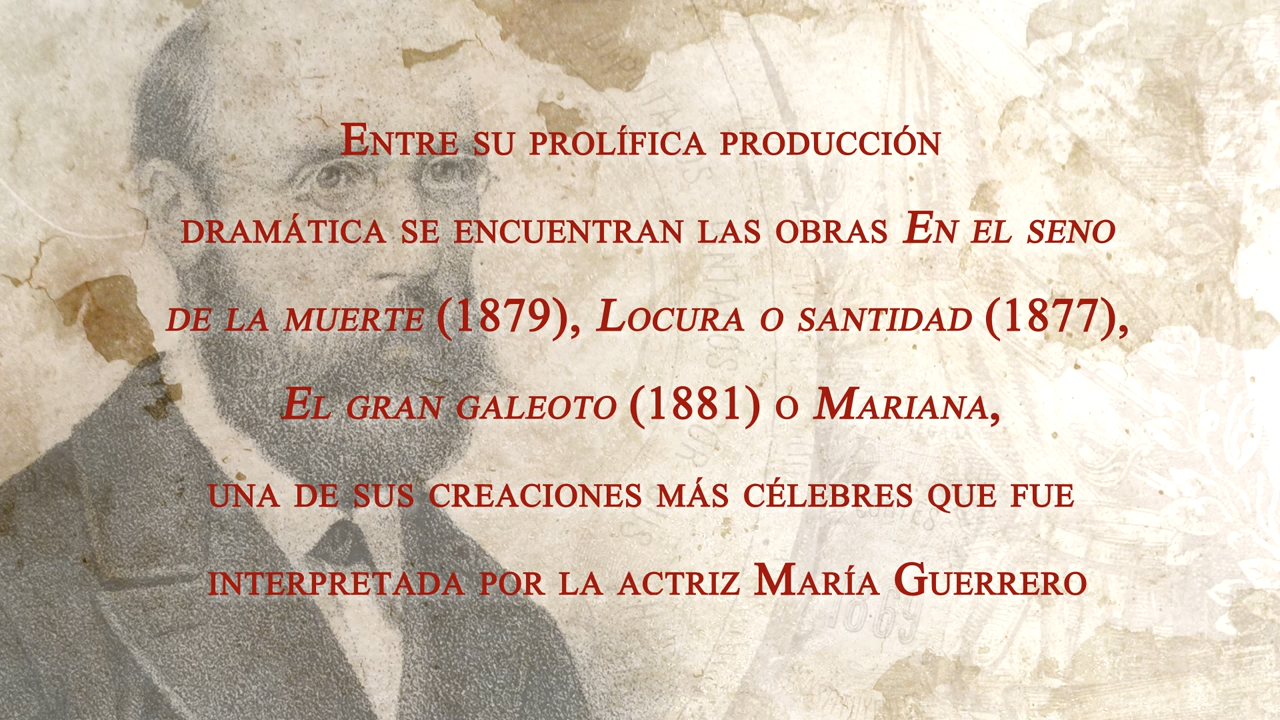 Entre su prolífica producción
dramática se encuentran las obras En el seno
de la muerte (1879), Locura o santidad (1877),
El gran galeoto (1881) o Mariana,
una de sus creaciones más célebres que fue
interpretada por la actriz María Guerrero